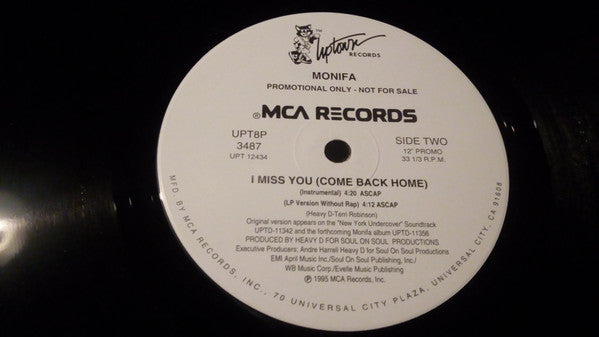 Uptown
RECORDS
MONIFA
PROMOTIONAL ONLY - NOT FOR SALE
®MCA RECORDS
UPT8P
3487
UPT 12434
SIDE TWO
12" PROMO
33 1/3 R.P.M.
I MISS YOU (COME BACK HOME)
(Instrumental) 4:20 ASCAP
(LP Version Without Rap) 4:12 ASCAP
(Heavy D-Terri Robinson)
Original version appears on the "New York Undercover" Soundtrack
UPTD-11342 and the forthcoming Monifa album UPTD-11356
PRODUCED BY HEAVY D FOR SOUL ON SOUL PRODUCTIONS
Executive Producers: Andre Harrell Heavy D for Soul On Soul Productions
EMI April Music Inc./Soul On Soul Publishing, Inc./
WB Music Corp./Evelle Music Publishing
℗ 1995 MCA Records, Inc.
MFD. BY MCA RECORDS, INC., 70 UNIVERSAL CITY PLAZA, UNIVERSAL CITY, CA 91608